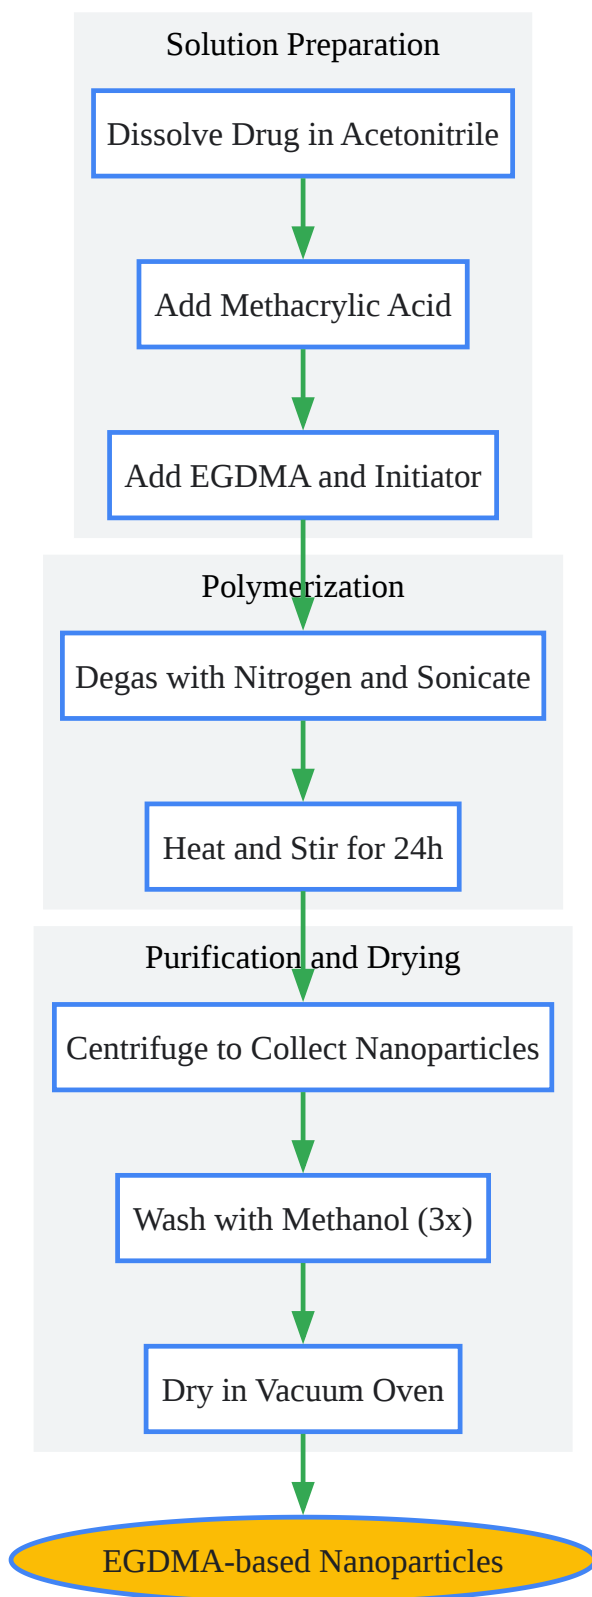 Solution Preparation
Dissolve Drug in Acetonitrile
Add Methacrylic Acid
Add EGDMA and Initiator
Polymerization
Degas with Nitrogen and Sonicate
Heat and Stir for 24h
Purification and Drying
Centrifuge to Collect Nanoparticles
Wash with Methanol (3x)
Dry in Vacuum Oven
EGDMA-based Nanoparticles